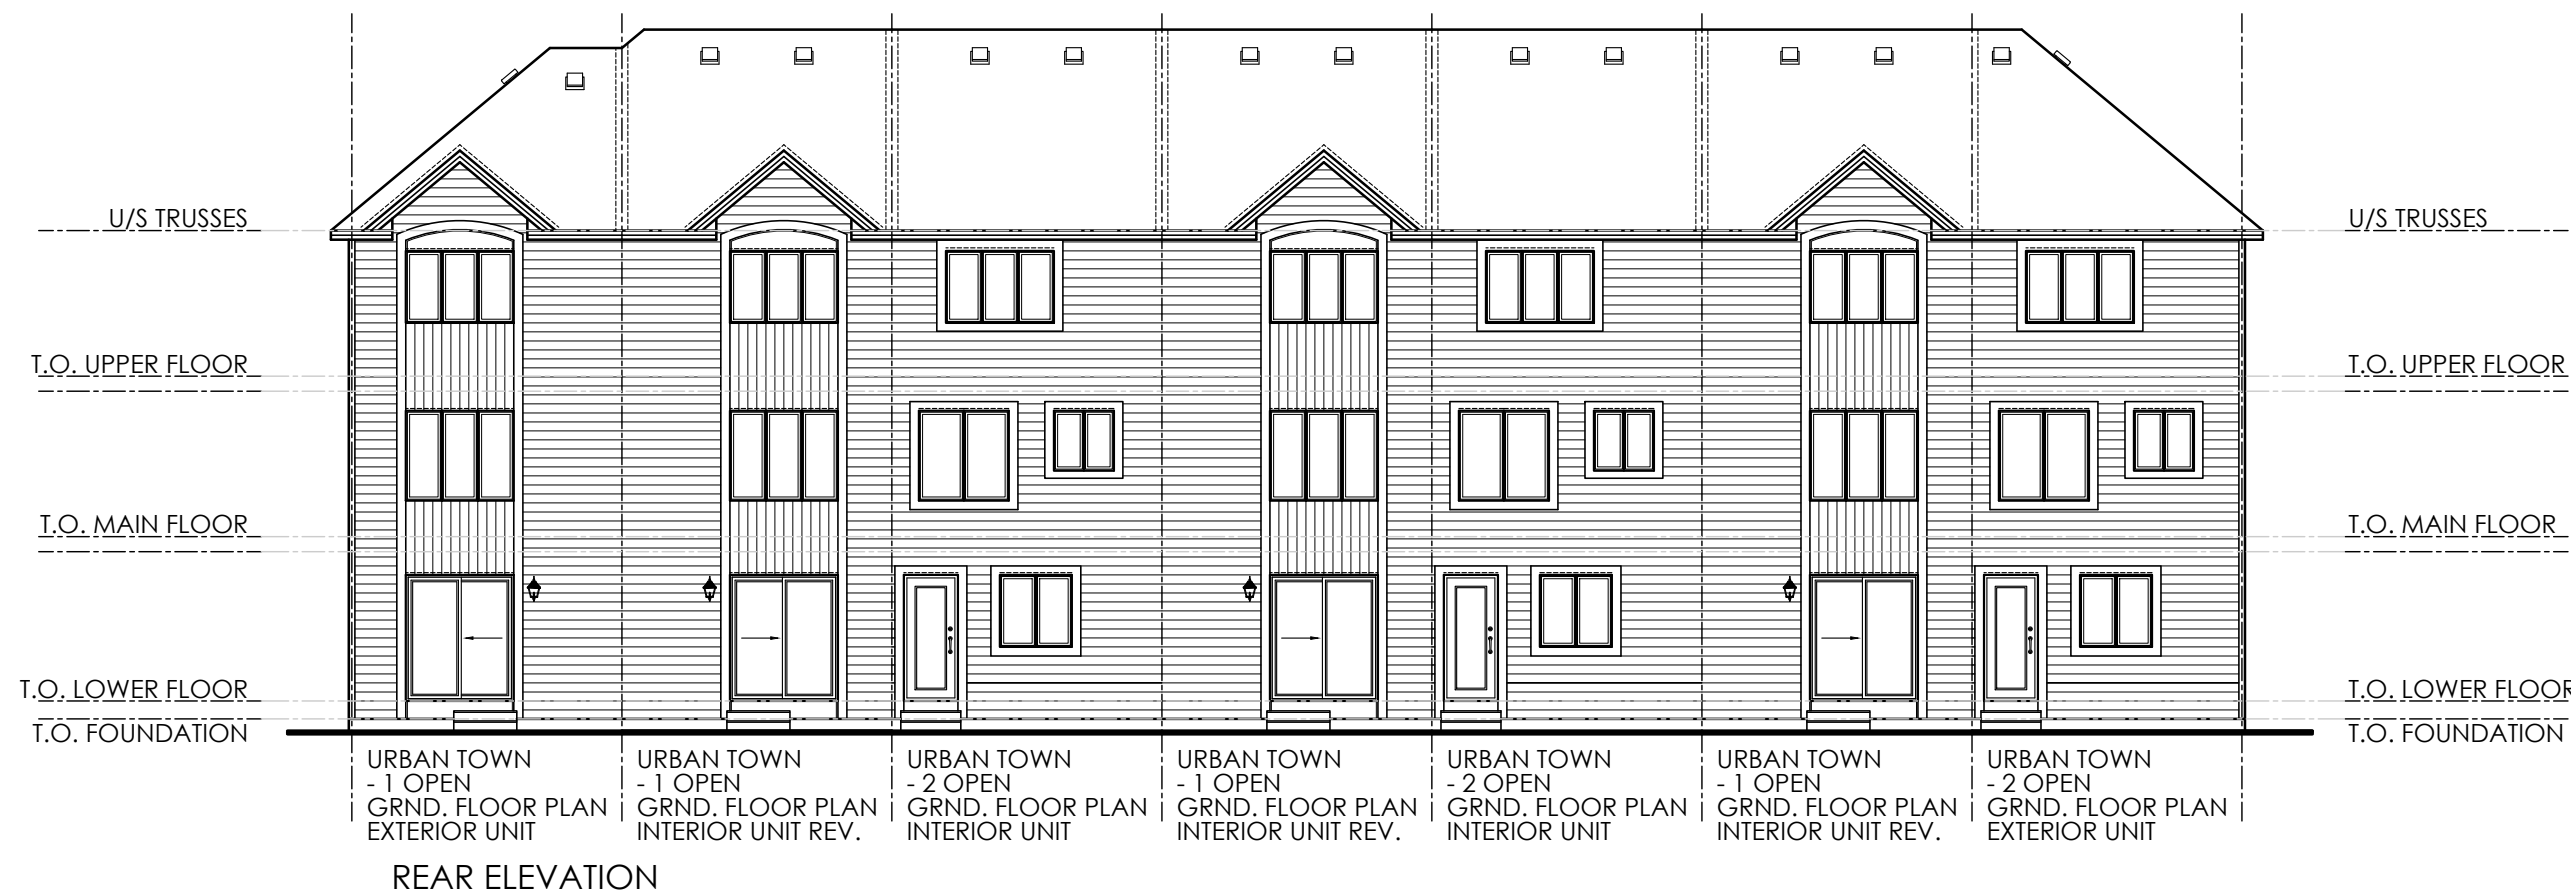 U/S TRUSSES
T.O. UPPER FLOOR
T.O. MAIN FLOOR
T.O. LOWER FLOOR
T.O. FOUNDATION
U/S TRUSSES
T.O. UPPER FLOOR
T.O. MAIN FLOOR
T.O. LOWER FLOOR
T.O. FOUNDATION
URBAN TOWN
- 1 OPEN
GRND. FLOOR PLAN
EXTERIOR UNIT
URBAN TOWN
- 1 OPEN
GRND. FLOOR PLAN
INTERIOR UNIT REV.
URBAN TOWN
- 2 OPEN
GRND. FLOOR PLAN
INTERIOR UNIT
URBAN TOWN
- 1 OPEN
GRND. FLOOR PLAN
INTERIOR UNIT REV.
URBAN TOWN
- 2 OPEN
GRND. FLOOR PLAN
INTERIOR UNIT
URBAN TOWN
- 1 OPEN
GRND. FLOOR PLAN
INTERIOR UNIT REV.
URBAN TOWN
- 2 OPEN
GRND. FLOOR PLAN
EXTERIOR UNIT
REAR ELEVATION